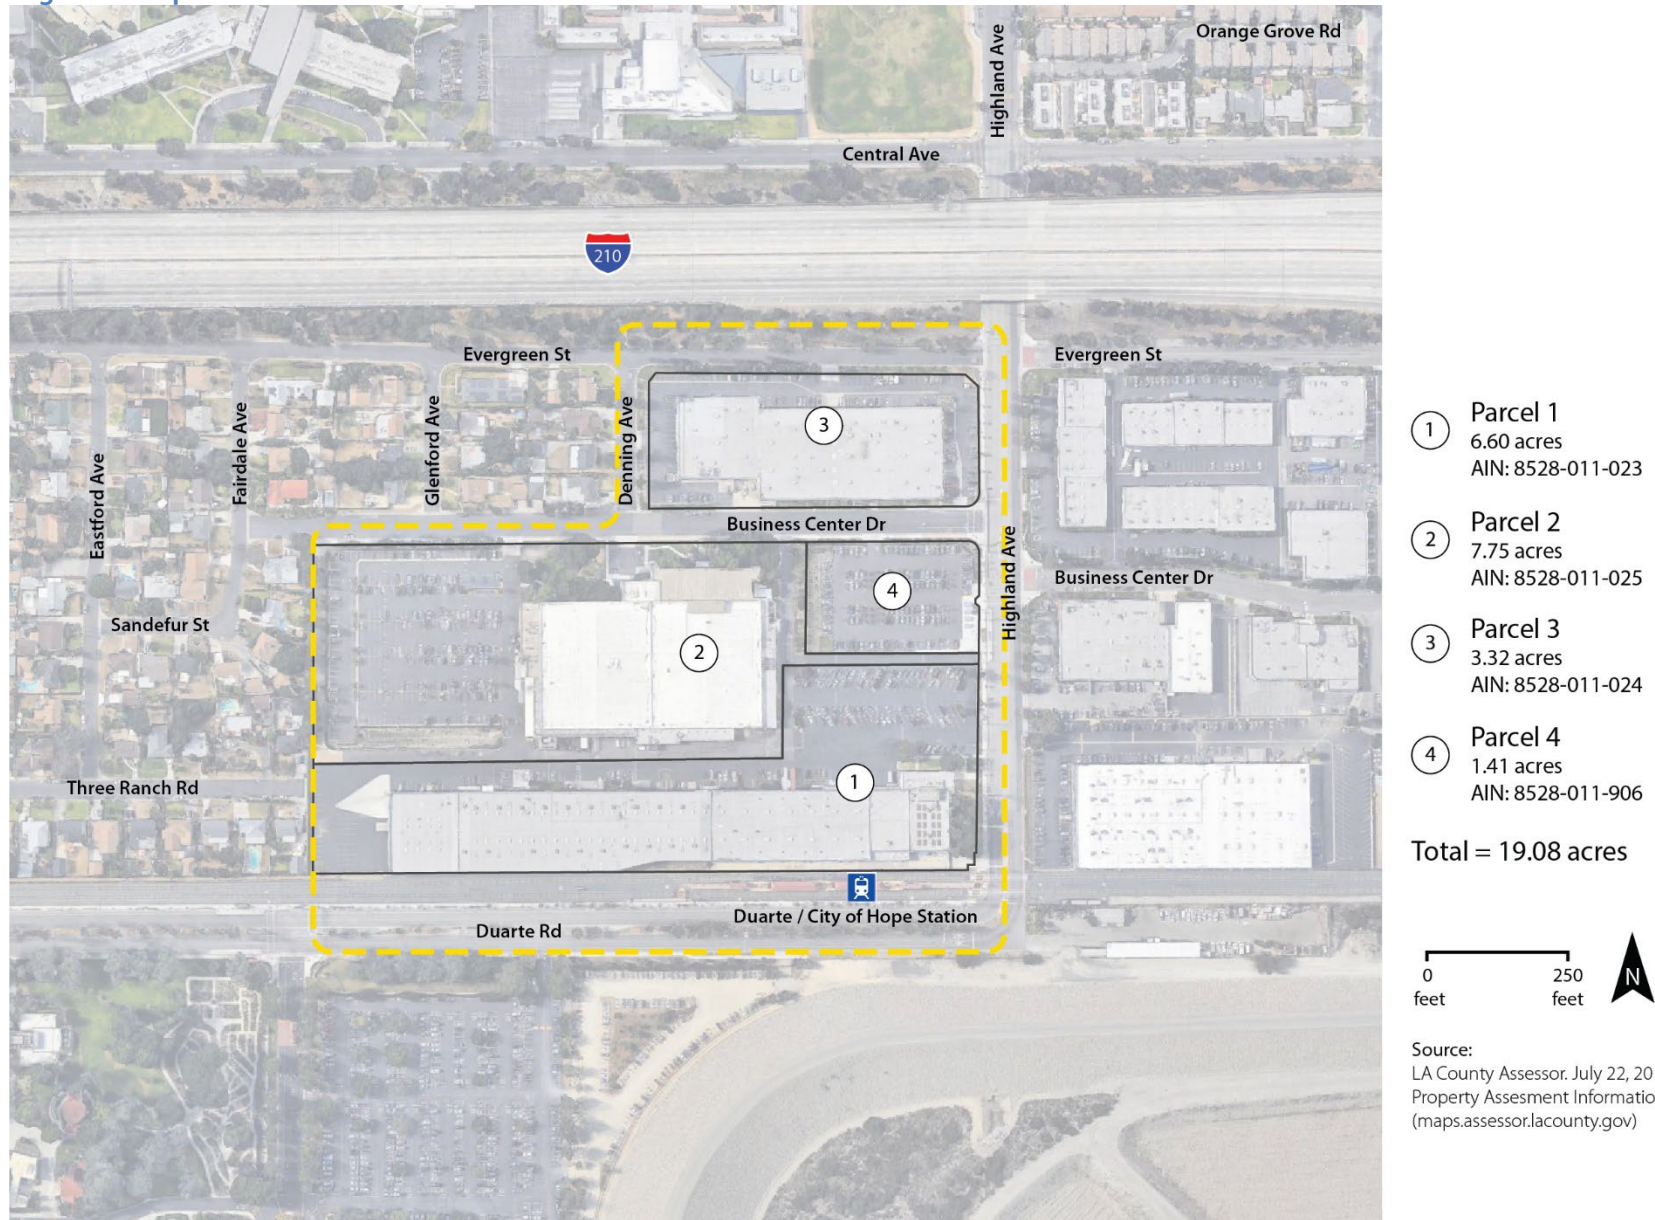 Orange Grove Rd
Highland Ave
Central Ave
210
Evergreen St
Evergreen St
Eastford Ave
Fairdale Ave
Glenford Ave
Denning Ave
3
Business Center Dr
Highland Ave
Business Center Dr
4
Sandefur St
2
1
Three Ranch Rd
Duarte / City of Hope Station
Duarte Rd
1
Parcel 1
6.60 acres
AIN: 8528-011-023
2
Parcel 2
7.75 acres
AIN: 8528-011-025
3
Parcel 3
3.32 acres
AIN: 8528-011-024
4
Parcel 4
1.41 acres
AIN: 8528-011-906
Total = 19.08 acres
0
250
feet
feet
N
Source:
LA County Assessor. July 22, 20
Property Assesment Informatio
(maps.assessor.lacounty.gov)